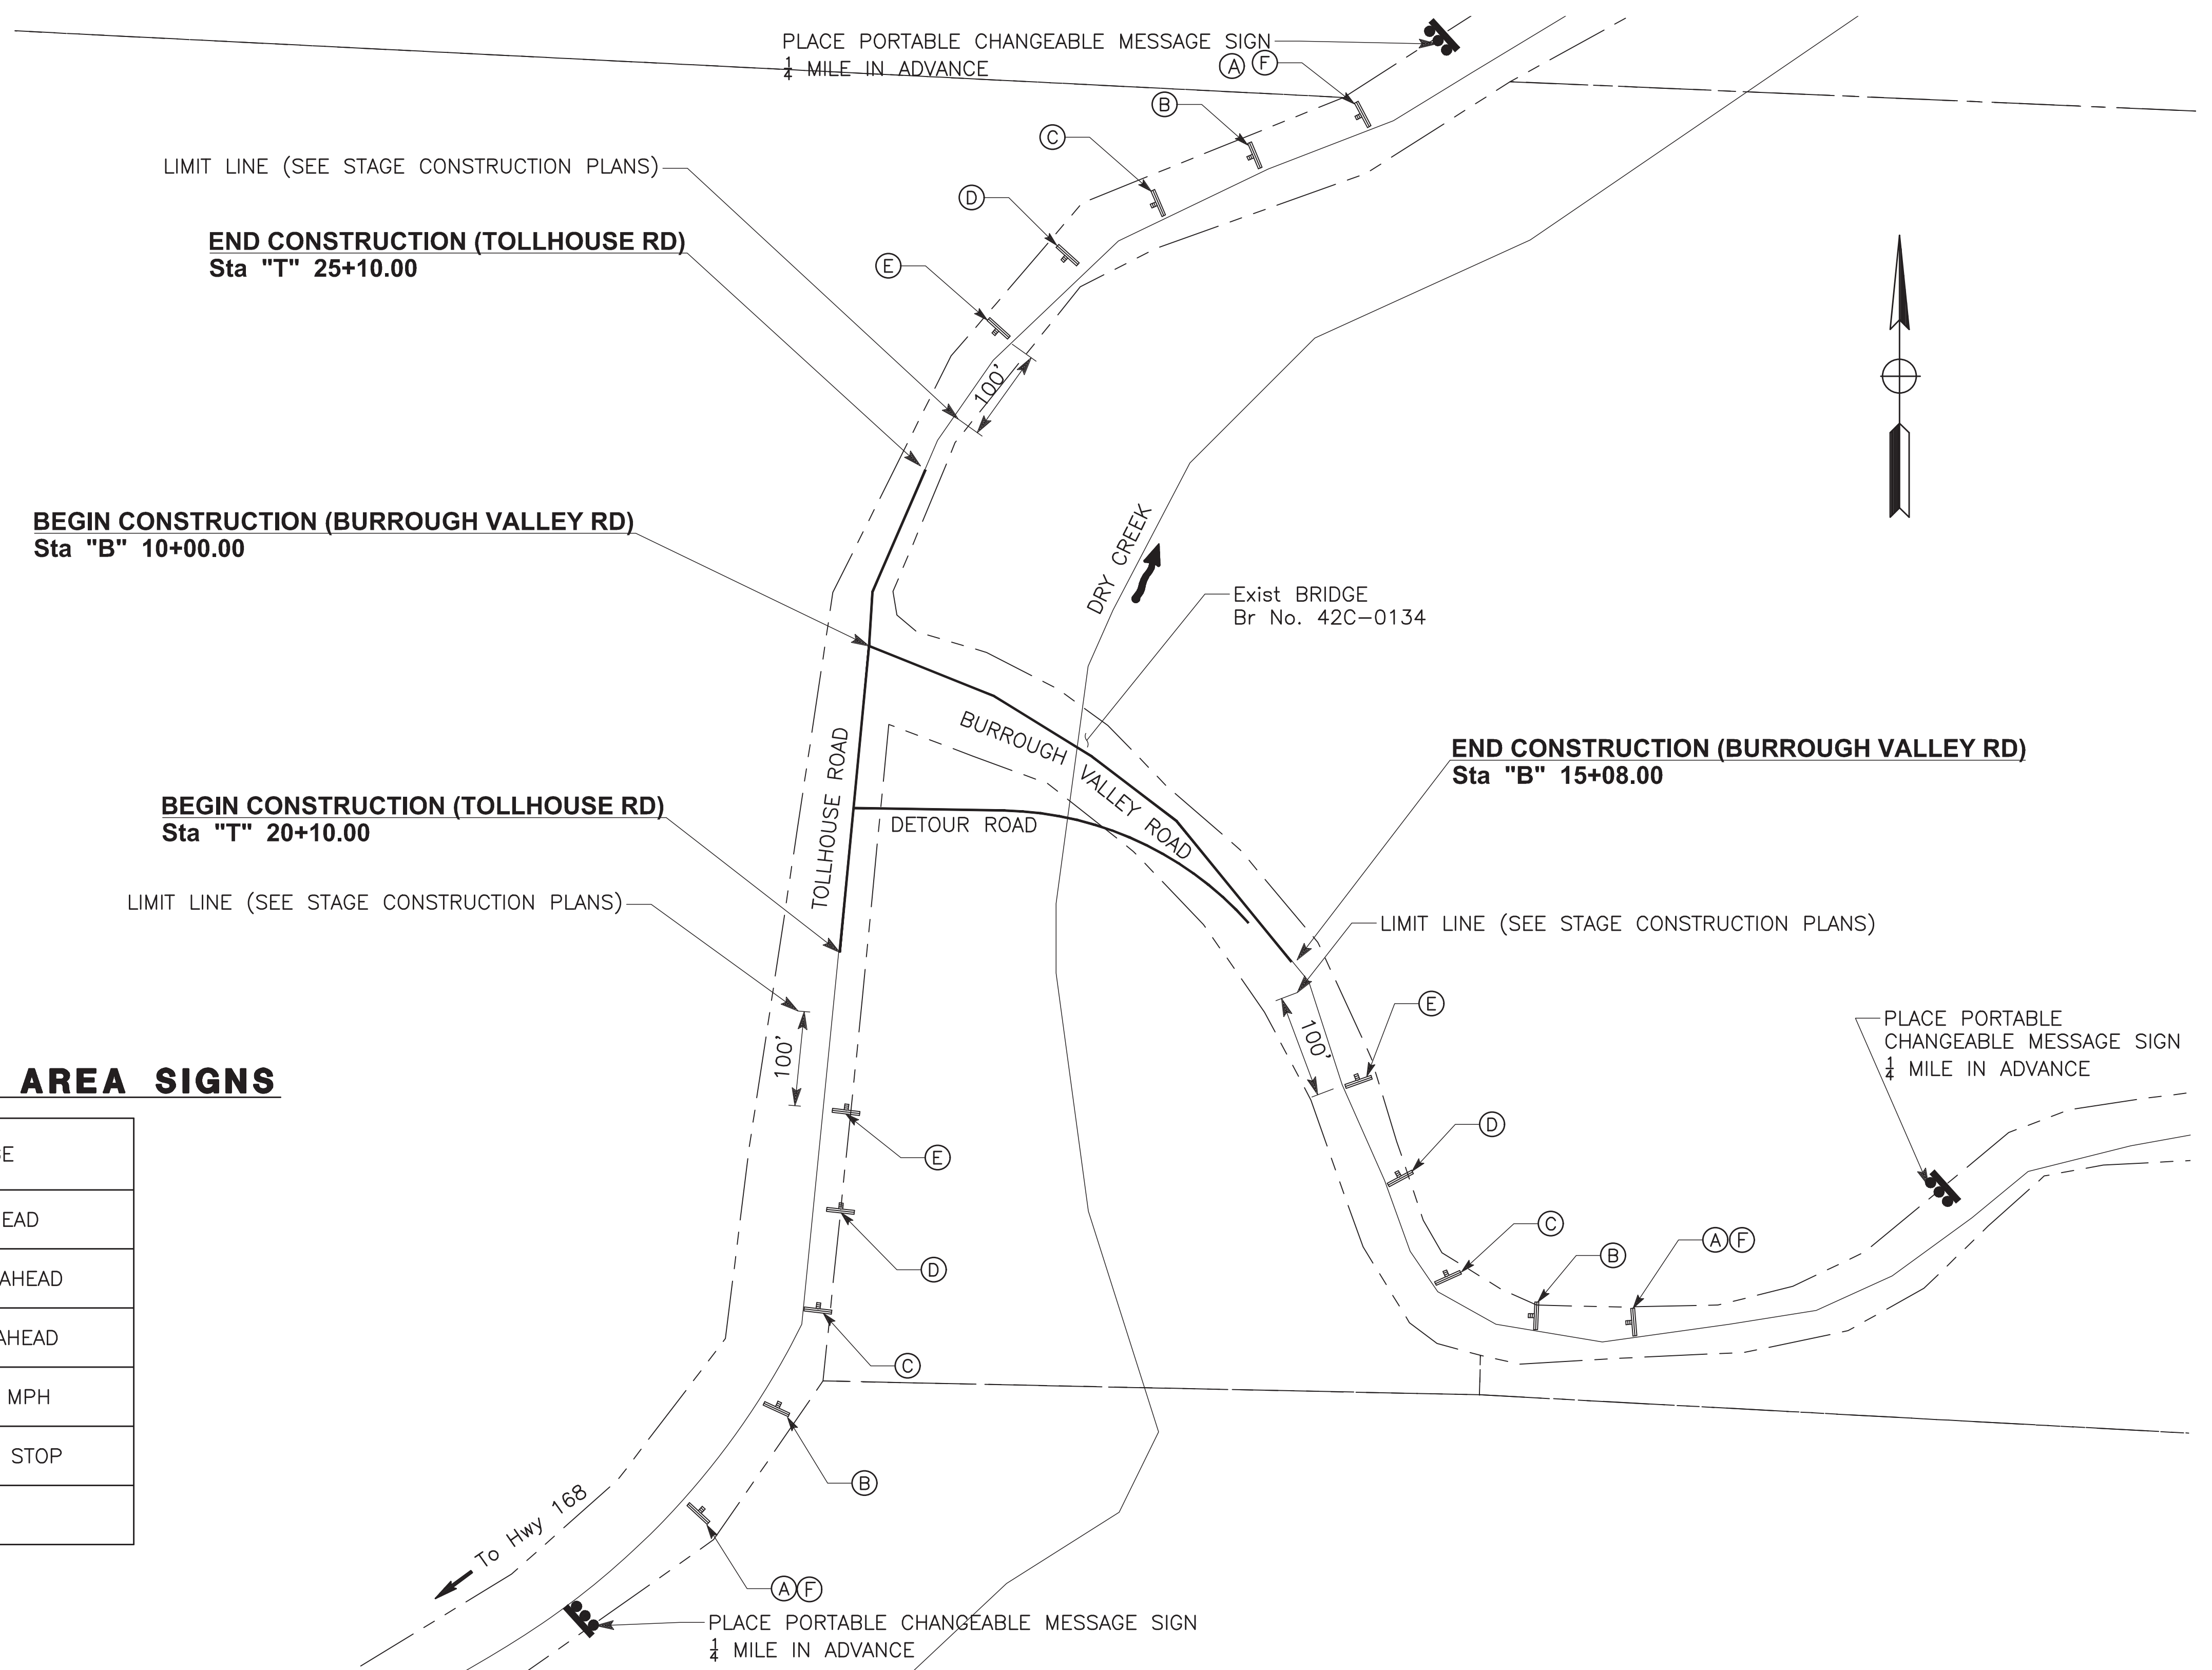 PLACE PORTABLE CHANGEABLE MESSAGE SIGN
1/4 MILE IN ADVANCE
A F
B
C
LIMIT LINE (SEE STAGE CONSTRUCTION PLANS)
D
END CONSTRUCTION (TOLLHOUSE RD)
Sta "T" 25+10.00
E
100'
BEGIN CONSTRUCTION (BURROUGH VALLEY RD)
Sta "B" 10+00.00
DRY CREEK
Exist BRIDGE
Br No. 42C-0134
BURROUGH VALLEY ROAD
TOLLHOUSE ROAD
END CONSTRUCTION (BURROUGH VALLEY RD)
Sta "B" 15+08.00
BEGIN CONSTRUCTION (TOLLHOUSE RD)
Sta "T" 20+10.00
DETOUR ROAD
LIMIT LINE (SEE STAGE CONSTRUCTION PLANS)
LIMIT LINE (SEE STAGE CONSTRUCTION PLANS)
E
100'
100'
PLACE PORTABLE
CHANGEABLE MESSAGE SIGN
1/4 MILE IN ADVANCE
AREA SIGNS
E
EAD
AHEAD
AHEAD
MPH
STOP
E
D
D
C
B
A F
C
B
To Hwy 168
A F
PLACE PORTABLE CHANGEABLE MESSAGE SIGN
1/4 MILE IN ADVANCE